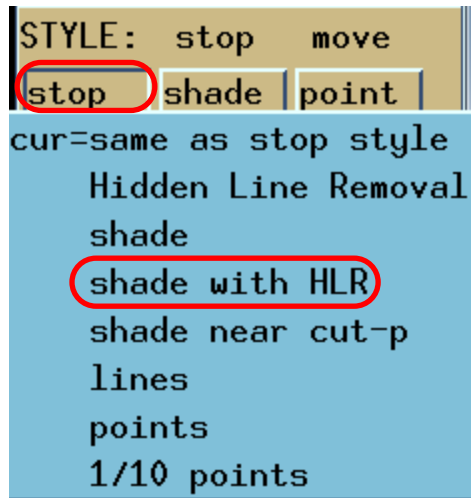 STYLE: stop move
stop shade point
cur=same as stop style
Hidden Line Removal
shade
shade with HLR
shade near cut-p
lines
points
1/10 points